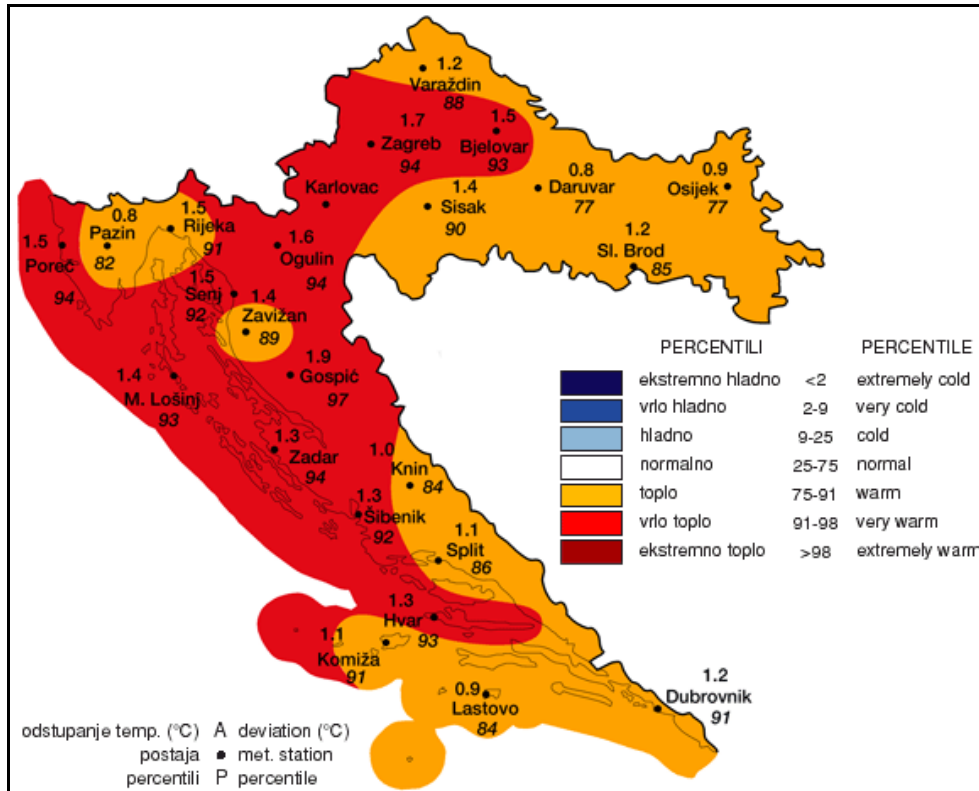 1.2
Varaždin
88
1.7
Zagreb
94
1.5
Bjelovar
93
Karlovac
1.4
Sisak
90
0.8
Daruvar
77
0.9
Osijek
77
1.2
Sl. Brod
85
1.5
Poreč
94
0.8
Pazin
82
1.5
Rijeka
91
1.6
Ogulin
94
1.5
Senj
92
1.4
Zavižan
89
1.9
Gospić
97
1.4
M. Lošinj
93
1.3
Zadar
94
1.0
Knin
84
1.3
Šibenik
92
1.1
Split
86
1.3
Hvar
93
1.1
Komiža
91
0.9
Lastovo
84
1.2
Dubrovnik
91
PERCENTILI PERCENTILE
ekstremno hladno <2 extremely cold
vrlo hladno 2-9 very cold
hladno 9-25 cold
normalno 25-75 normal
toplo 75-91 warm
vrlo toplo 91-98 very warm
ekstremno toplo >98 extremely warm
odstupanje temp. (°C) A deviation (°C)
postaja met. station
percentili P percentile